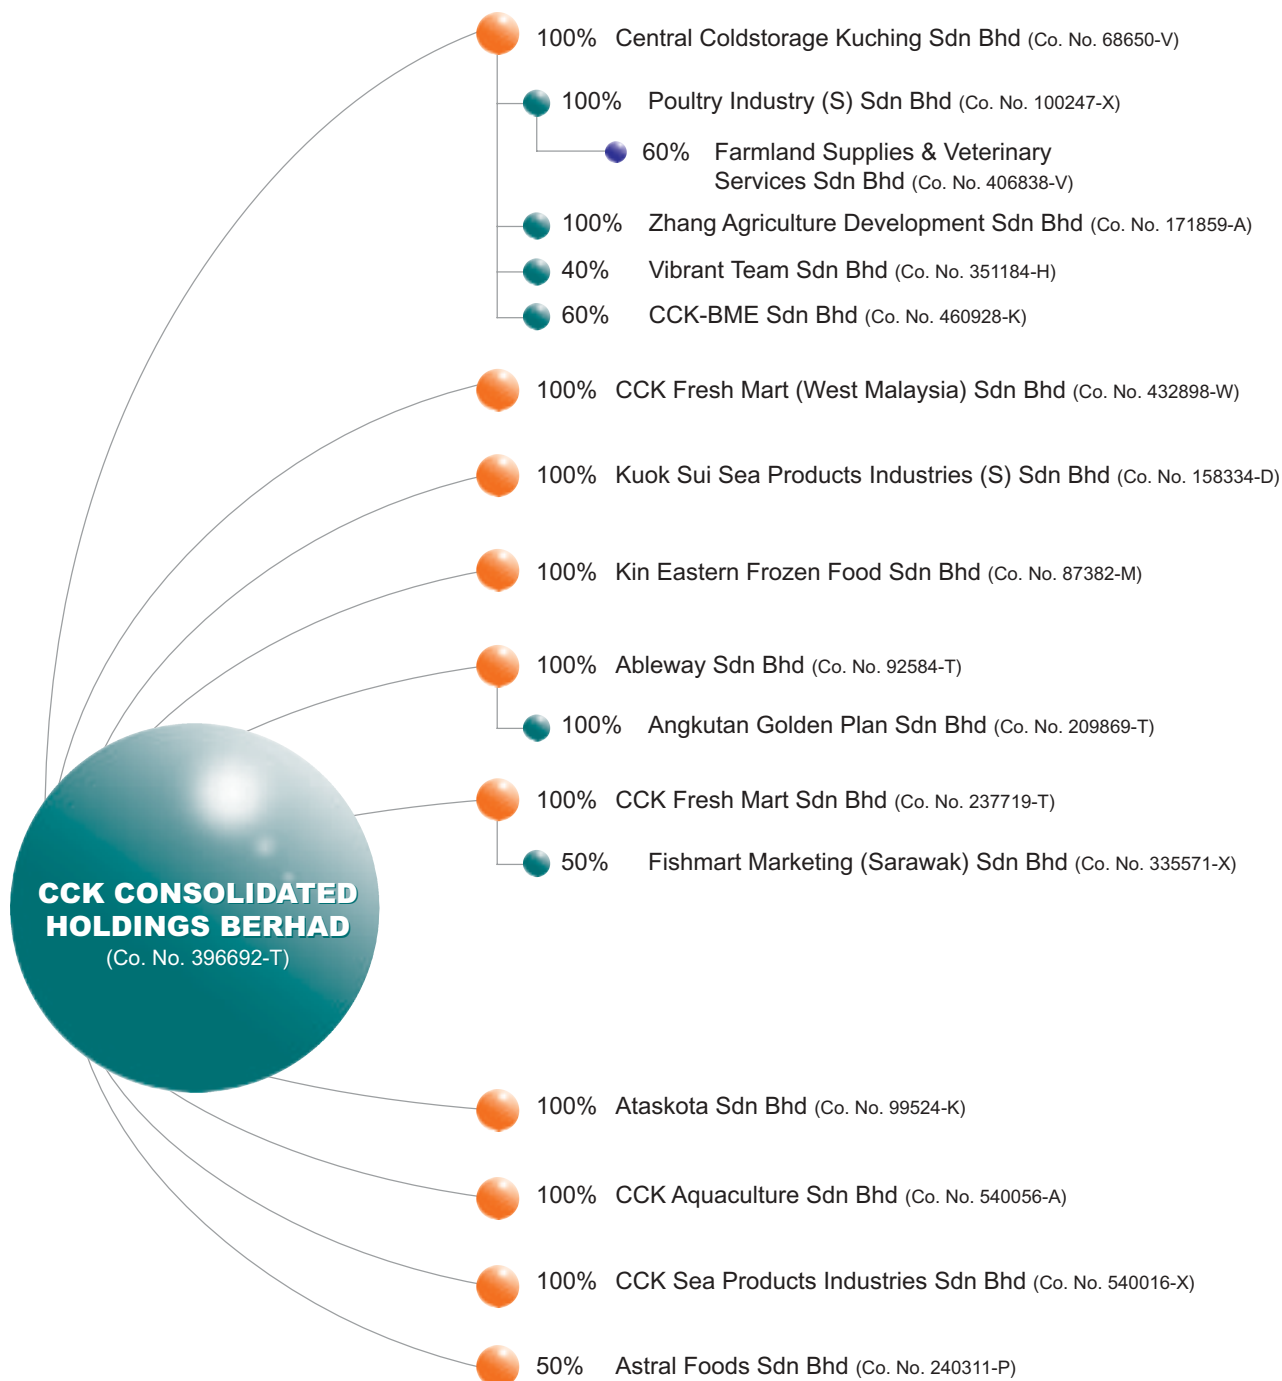 100% Central Coldstorage Kuching Sdn Bhd (Co. No. 68650-V)
100% Poultry Industry (S) Sdn Bhd (Co. No. 100247-X)
60% Farmland Supplies & Veterinary
Services Sdn Bhd (Co. No. 406838-V)
100% Zhang Agriculture Development Sdn Bhd (Co. No. 171859-A)
40% Vibrant Team Sdn Bhd (Co. No. 351184-H)
60% CCK-BME Sdn Bhd (Co. No. 460928-K)
100% CCK Fresh Mart (West Malaysia) Sdn Bhd (Co. No. 432898-W)
100% Kuok Sui Sea Products Industries (S) Sdn Bhd (Co. No. 158334-D)
100% Kin Eastern Frozen Food Sdn Bhd (Co. No. 87382-M)
100% Ableway Sdn Bhd (Co. No. 92584-T)
100% Angkutan Golden Plan Sdn Bhd (Co. No. 209869-T)
100% CCK Fresh Mart Sdn Bhd (Co. No. 237719-T)
50% Fishmart Marketing (Sarawak) Sdn Bhd (Co. No. 335571-X)
CCK CONSOLIDATED
HOLDINGS BERHAD
(Co. No. 396692-T)
100% Ataskota Sdn Bhd (Co. No. 99524-K)
100% CCK Aquaculture Sdn Bhd (Co. No. 540056-A)
100% CCK Sea Products Industries Sdn Bhd (Co. No. 540016-X)
50% Astral Foods Sdn Bhd (Co. No. 240311-P)